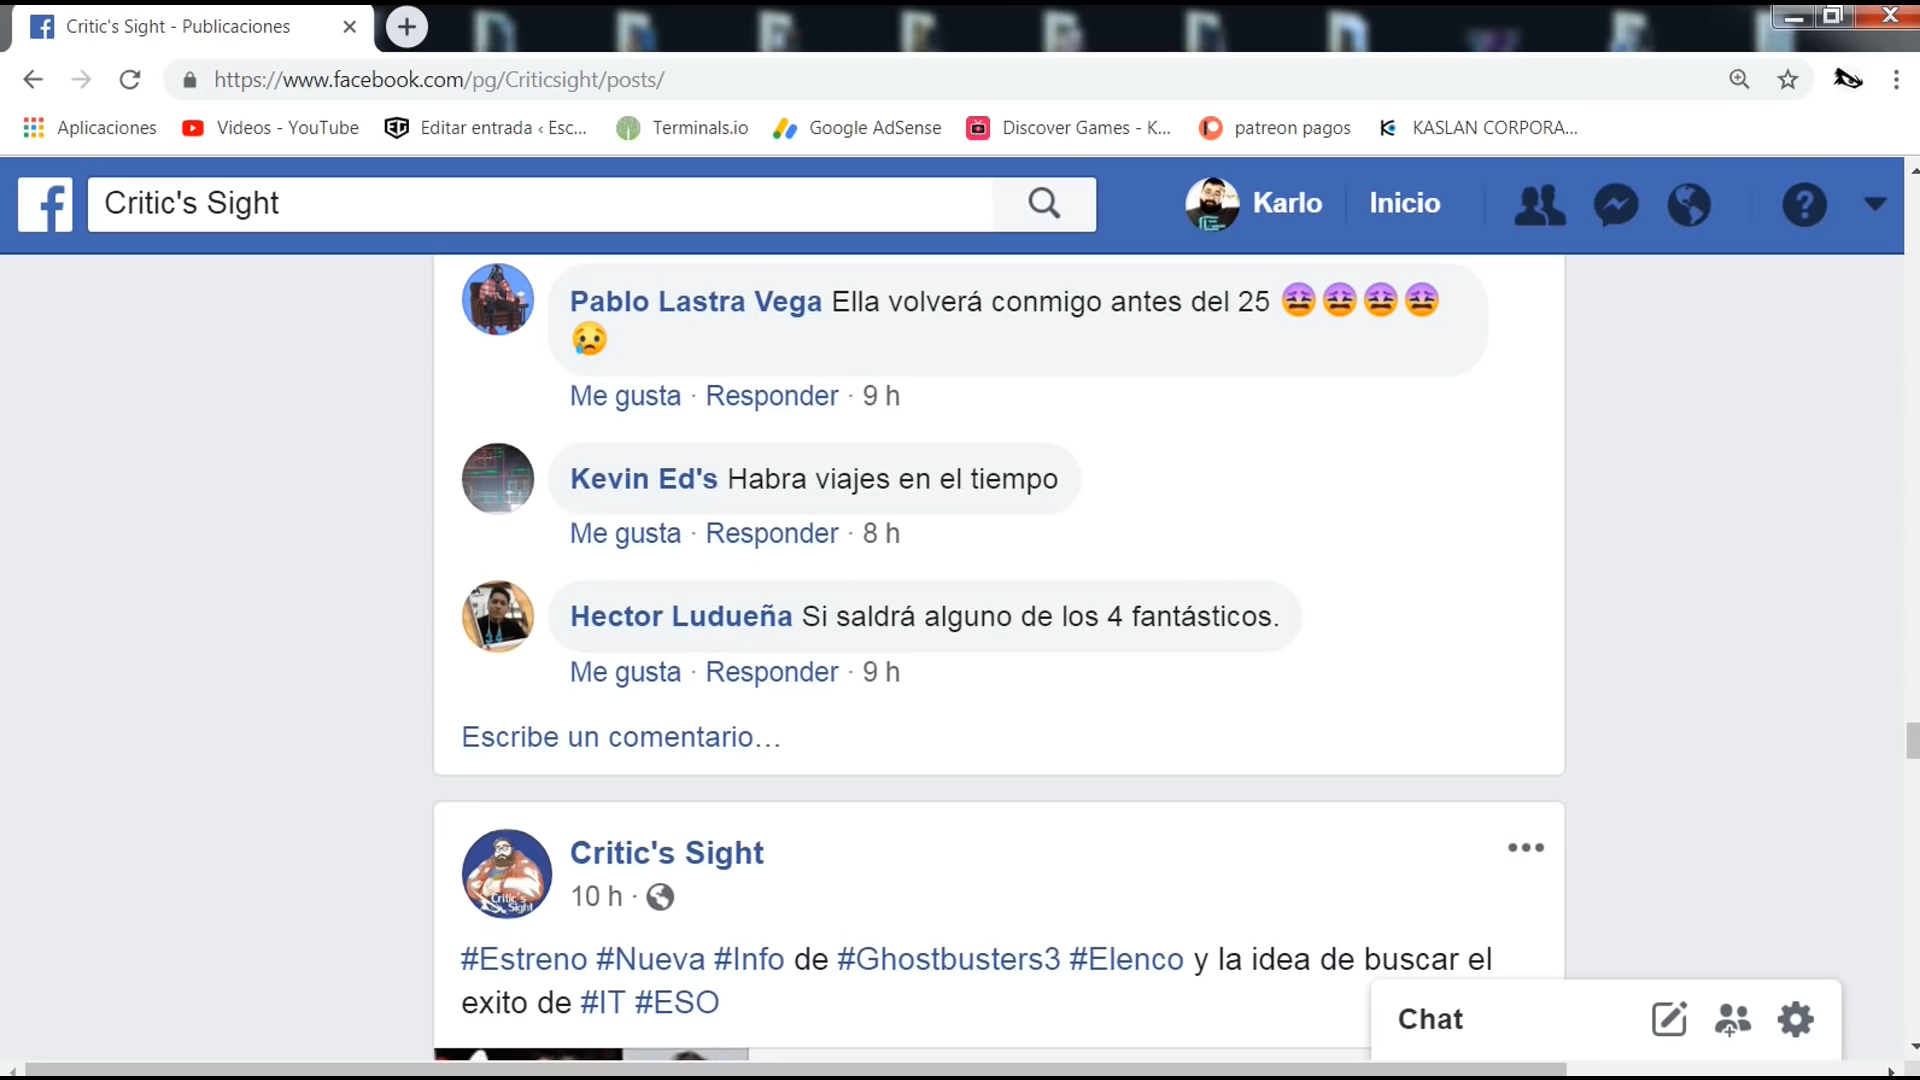 Critic's Sight - Publicaciones
https://www.facebook.com/pg/Criticsight/posts/
Aplicaciones Videos - YouTube Editar entrada ‹ Esc... Terminals.io Google AdSense Discover Games - K... patreon pagos KASLAN CORPORA...
Critic's Sight Karlo Inicio
Pablo Lastra Vega Ella volverá conmigo antes del 25 😫😫😫😫
😢
Me gusta · Responder · 9 h
Kevin Ed's Habra viajes en el tiempo
Me gusta · Responder · 8 h
Hector Ludueña Si saldrá alguno de los 4 fantásticos.
Me gusta · Responder · 9 h
Escribe un comentario...
Critic's Sight
10 h ·
Critic's
Sight
#Estreno #Nueva #Info de #Ghostbusters3 #Elenco y la idea de buscar el
exito de #IT #ESO
Chat